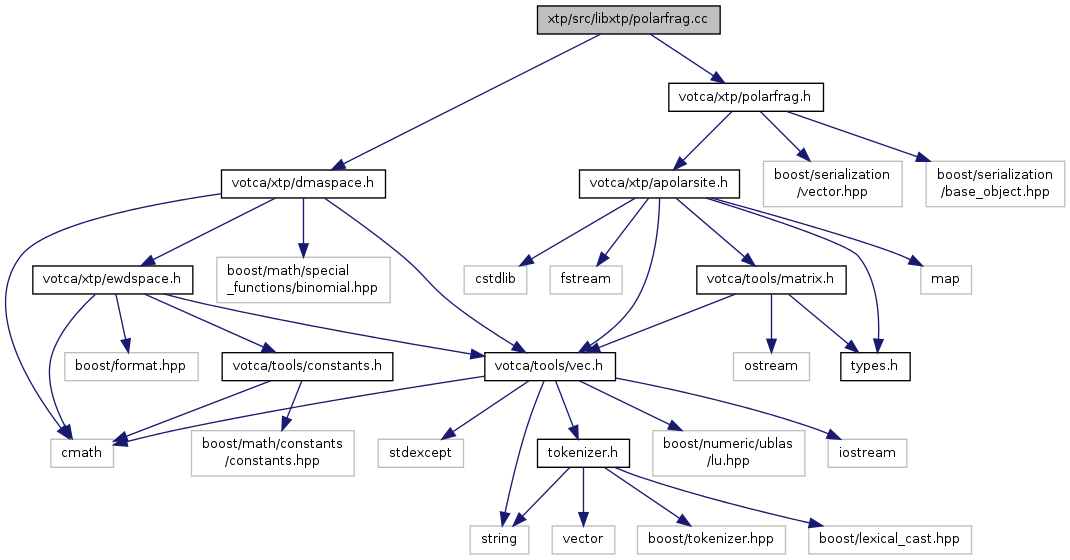 xtp/src/libxtp/polarfrag.cc
votca/xtp/polarfrag.h
votca/xtp/dmaspace.h
votca/xtp/apolarsite.h
boost/serialization
/vector.hpp
boost/serialization
/base_object.hpp
votca/xtp/ewdspace.h
boost/math/special
_functions/binomial.hpp
cstdlib
fstream
votca/tools/matrix.h
map
boost/format.hpp
votca/tools/constants.h
votca/tools/vec.h
ostream
types.h
cmath
boost/math/constants
/constants.hpp
stdexcept
tokenizer.h
boost/numeric/ublas
/lu.hpp
iostream
string
vector
boost/tokenizer.hpp
boost/lexical_cast.hpp